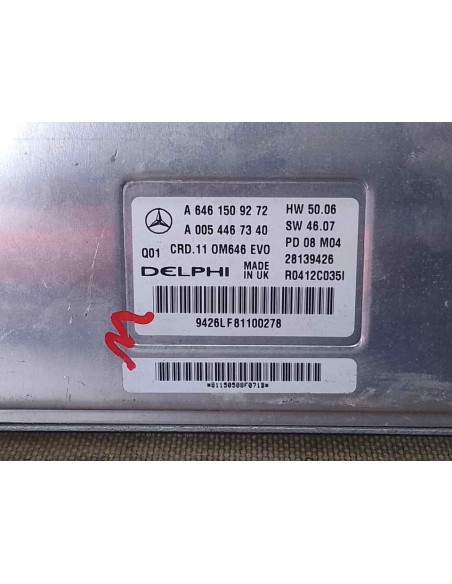 A 646 150 92 72 HW 50.06
A 005 446 73 40 SW 46.07
Q01 CRD.11 OM646 EVO PD 08 M04
DELPHI MADE IN UK 28139426
R0412C035I
9426LF81100278
*81150588F0713*